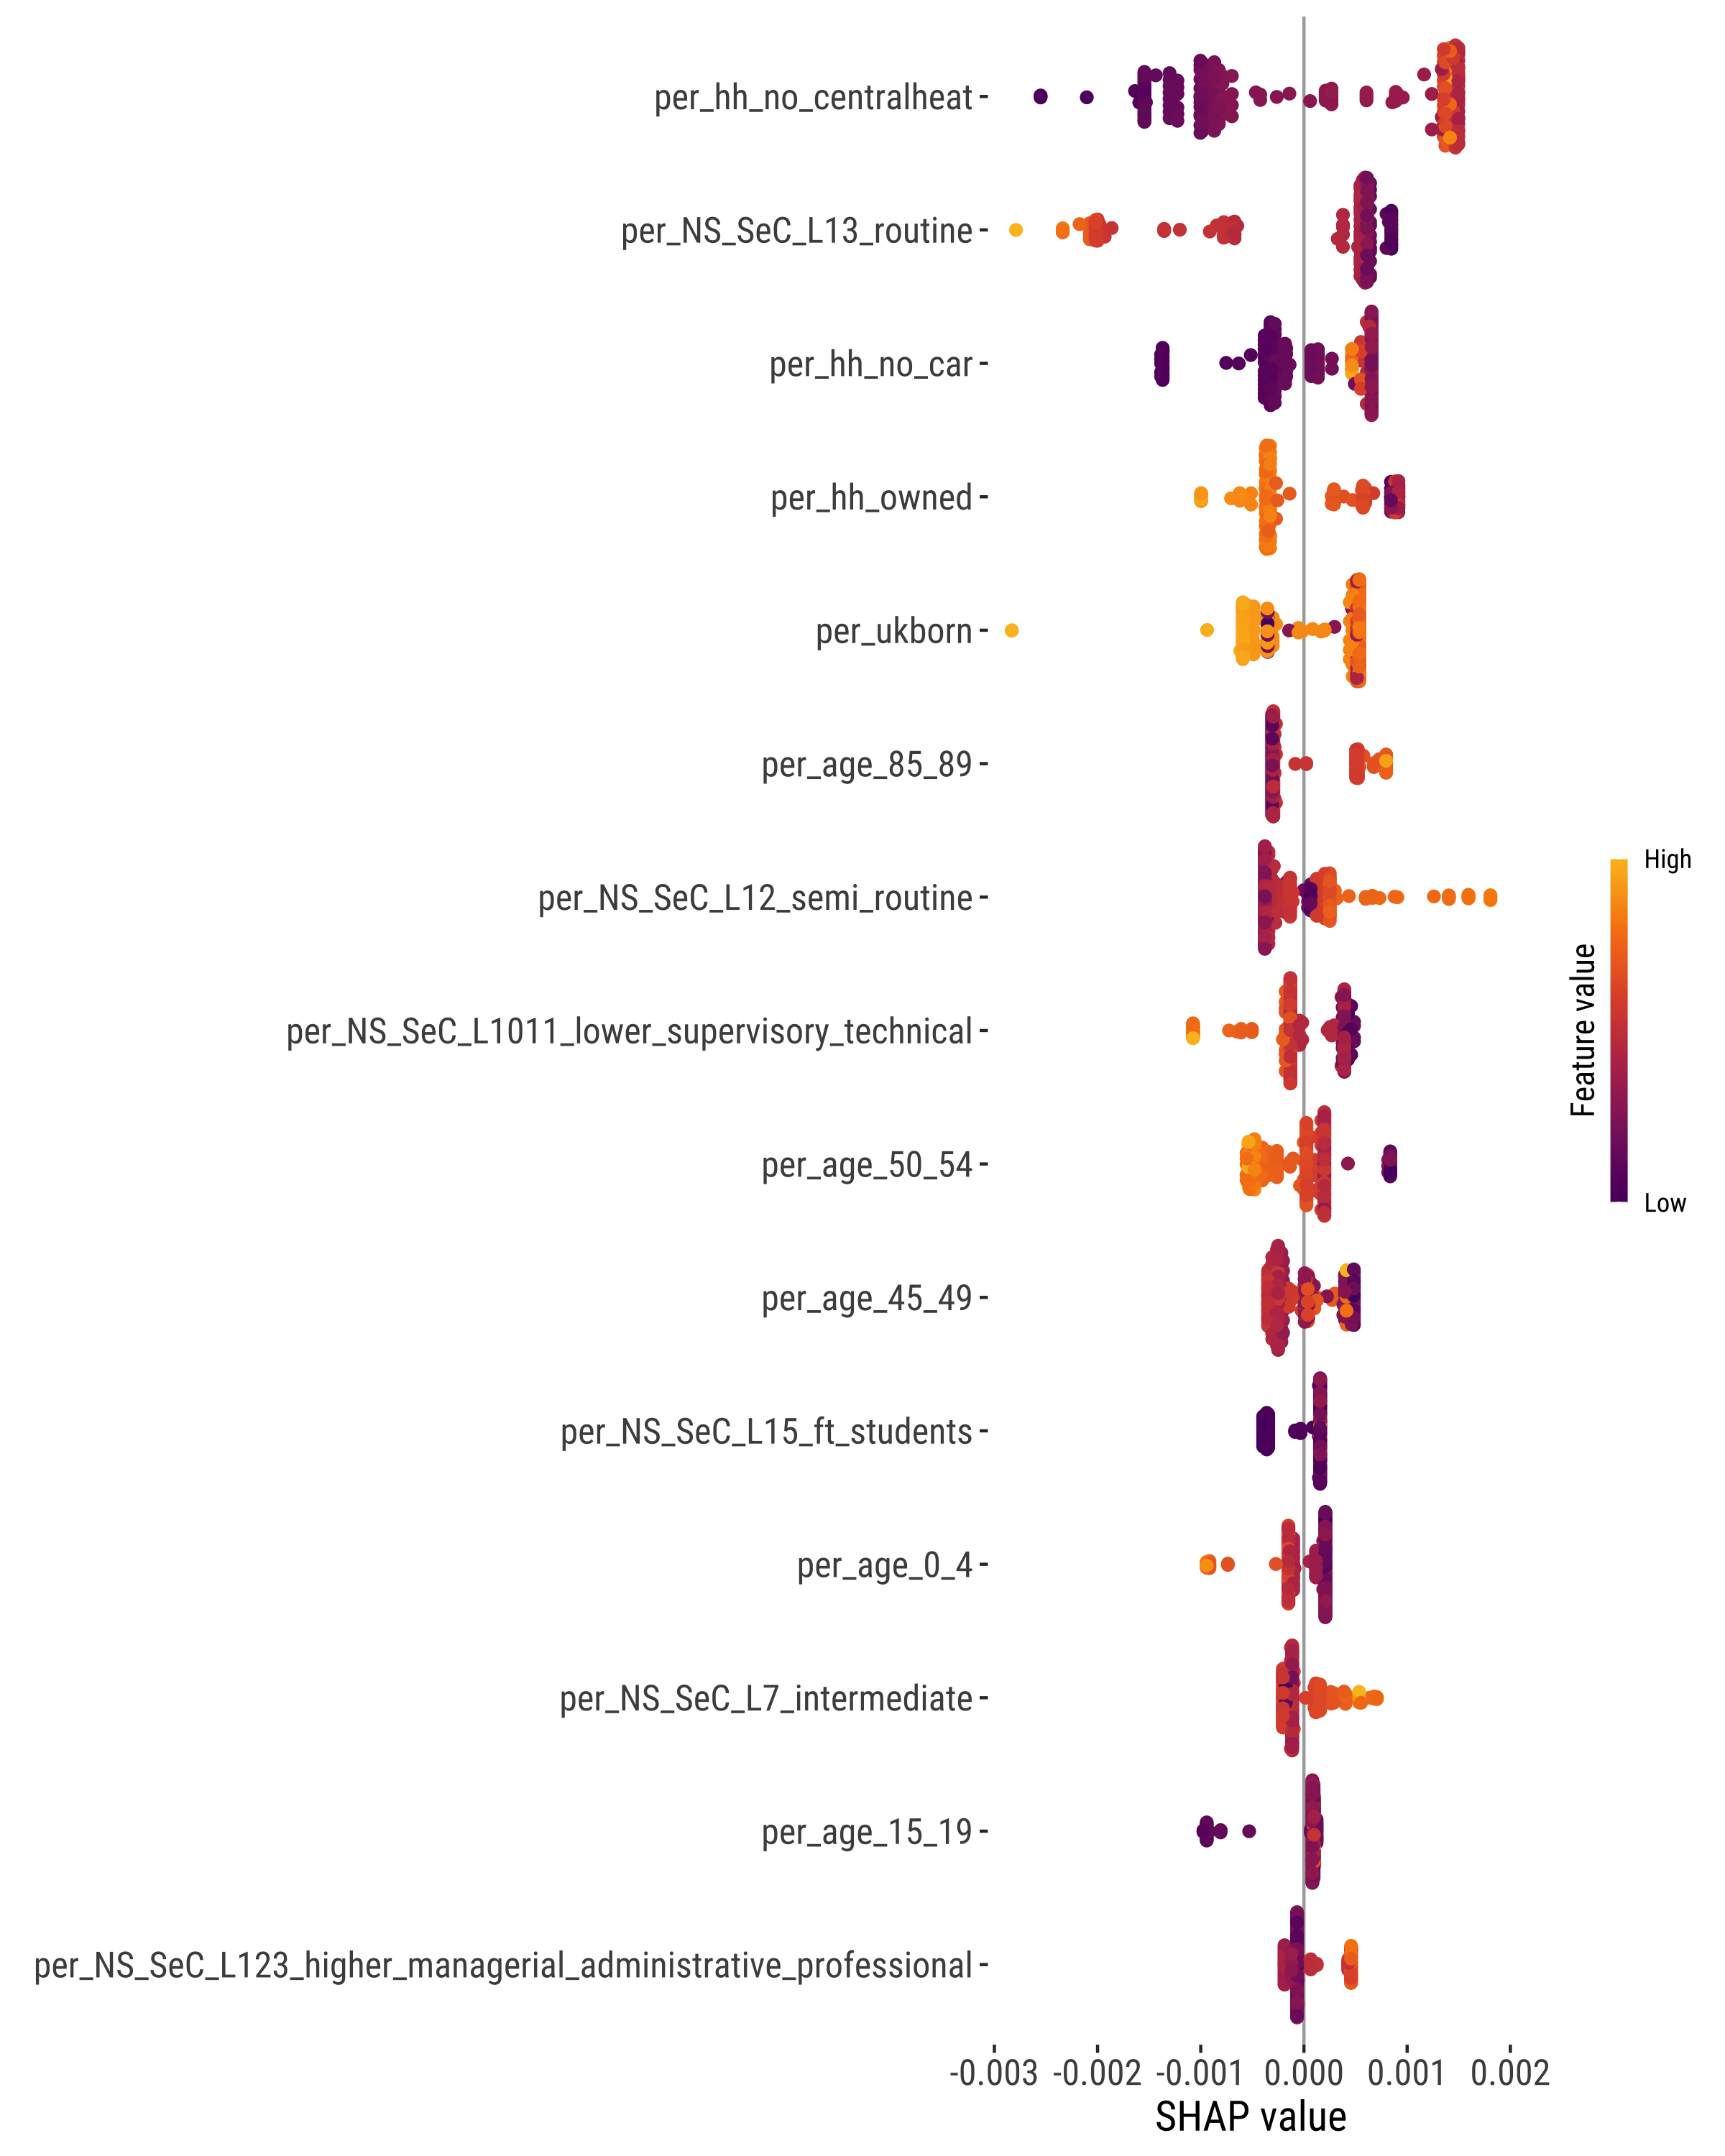 per_hh_no_centralheat
per_NS_SeC_L13_routine
per_hh_no_car
per_hh_owned
per_ukborn
per_age_85_89
per_NS_SeC_L12_semi_routine
per_NS_SeC_L1011_lower_supervisory_technical
per_age_50_54
per_age_45_49
per_NS_SeC_L15_ft_students
per_age_0_4
per_NS_SeC_L7_intermediate
per_age_15_19
per_NS_SeC_L123_higher_managerial_administrative_professional
-0.003 -0.002 -0.001 0.000 0.001 0.002
SHAP value
High
Feature value
Low